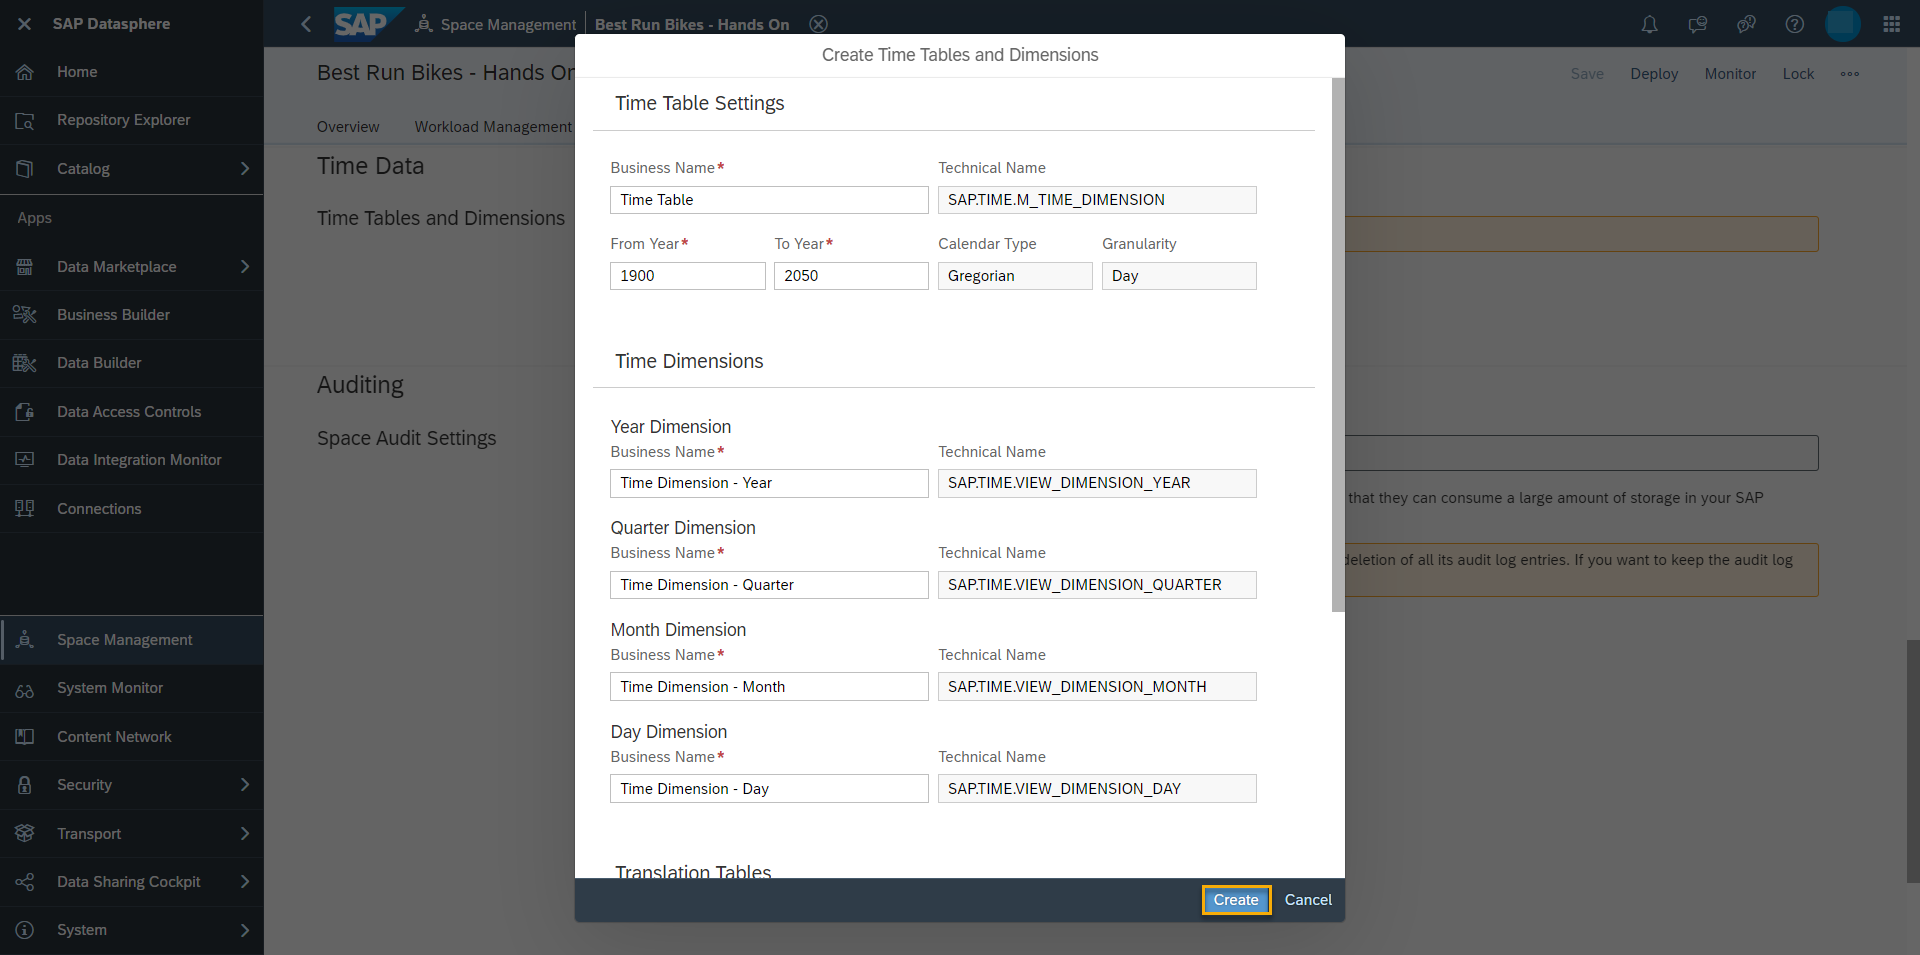 SAP Datasphere
Home
Repository Explorer
Catalog
Apps
Data Marketplace
Business Builder
Data Builder
Data Access Controls
Data Integration Monitor
Connections
Space Management
System Monitor
Content Network
Security
Transport
Data Sharing Cockpit
System
SAP Space Management Best Run Bikes - Hands On
Best Run Bikes - Hands On
Save Deploy Monitor Lock
Overview Workload Management
Time Data
Time Tables and Dimensions
Auditing
Space Audit Settings
that they can consume a large amount of storage in your SAP
deletion of all its audit log entries. If you want to keep the audit log
Create Time Tables and Dimensions
Time Table Settings
Business Name* Technical Name
Time Table SAP.TIME.M_TIME_DIMENSION
From Year* To Year* Calendar Type Granularity
1900 2050 Gregorian Day
Time Dimensions
Year Dimension
Business Name* Technical Name
Time Dimension - Year SAP.TIME.VIEW_DIMENSION_YEAR
Quarter Dimension
Business Name* Technical Name
Time Dimension - Quarter SAP.TIME.VIEW_DIMENSION_QUARTER
Month Dimension
Business Name* Technical Name
Time Dimension - Month SAP.TIME.VIEW_DIMENSION_MONTH
Day Dimension
Business Name* Technical Name
Time Dimension - Day SAP.TIME.VIEW_DIMENSION_DAY
Translation Tables
Create Cancel